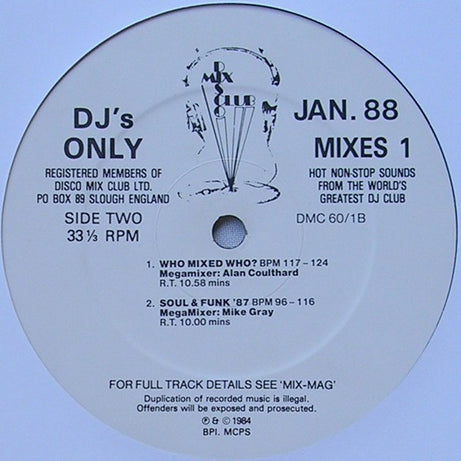 DISCO
MIX
CLUB
DJ's
ONLY
REGISTERED MEMBERS OF
DISCO MIX CLUB LTD.
PO BOX 89 SLOUGH ENGLAND
SIDE TWO
33 ⅓ RPM
JAN. 88
MIXES 1
HOT NON-STOP SOUNDS
FROM THE WORLD'S
GREATEST DJ CLUB
DMC 60/1B
1. WHO MIXED WHO? BPM 117 – 124
Megamixer: Alan Coulthard
R.T. 10.58 mins
2. SOUL & FUNK '87 BPM 96 – 116
MegaMixer: Mike Gray
R.T. 10.00 mins
FOR FULL TRACK DETAILS SEE 'MIX-MAG'
Duplication of recorded music is illegal.
Offenders will be exposed and prosecuted.
℗ & © 1984
BPI. MCPS